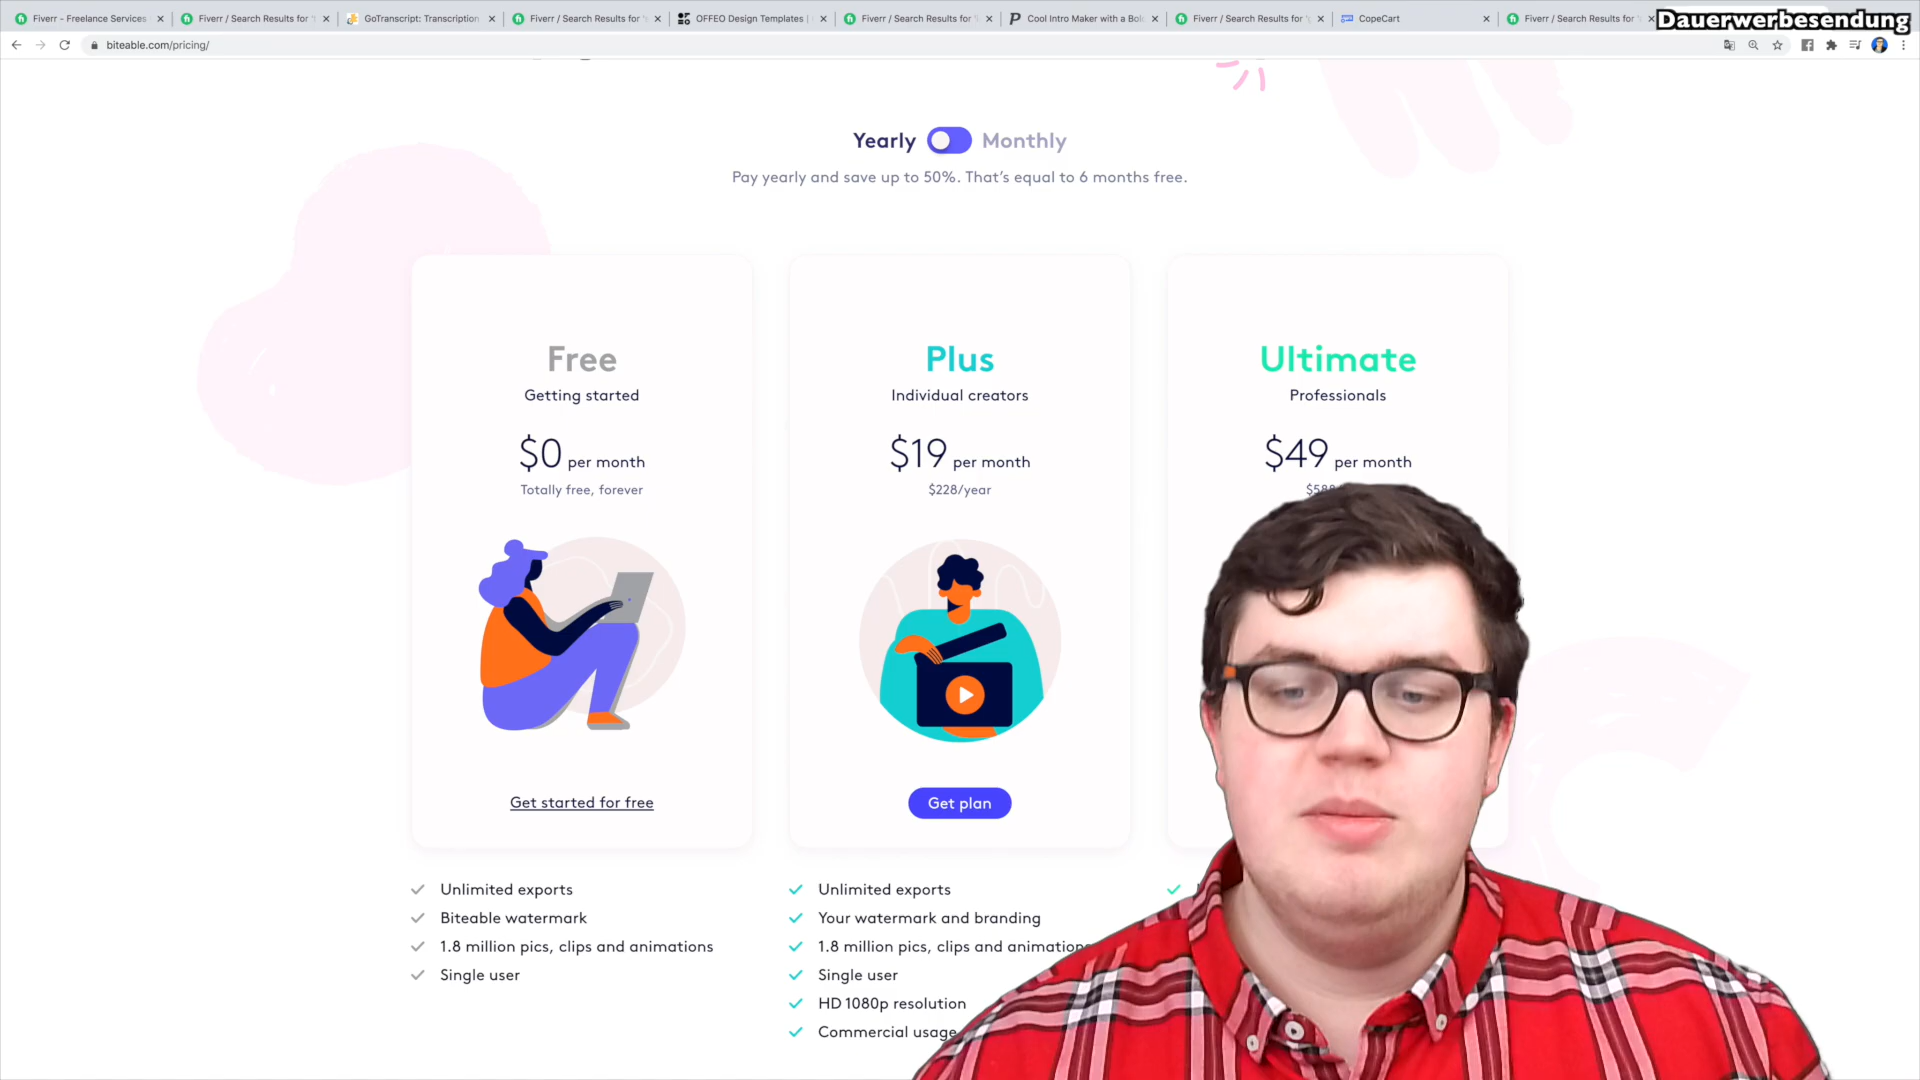 Fiverr - Freelance Services
Fiverr / Search Results for
GoTranscript: Transcription
Fiverr / Search Results for
OFFEO Design Templates |
Fiverr / Search Results for
Cool Intro Maker with a Bol
Fiverr / Search Results for
CopeCart
Fiverr / Search Results for
Dauerwerbesendung
biteable.com/pricing/
Yearly Monthly
Pay yearly and save up to 50%. That's equal to 6 months free.
Free
Getting started
$0 per month
Totally free, forever
Get started for free
Unlimited exports
Biteable watermark
1.8 million pics, clips and animations
Single user
Plus
Individual creators
$19 per month
$228/year
Get plan
Unlimited exports
Your watermark and branding
1.8 million pics, clips and animations
Single user
HD 1080p resolution
Commercial usage
Ultimate
Professionals
$49 per month